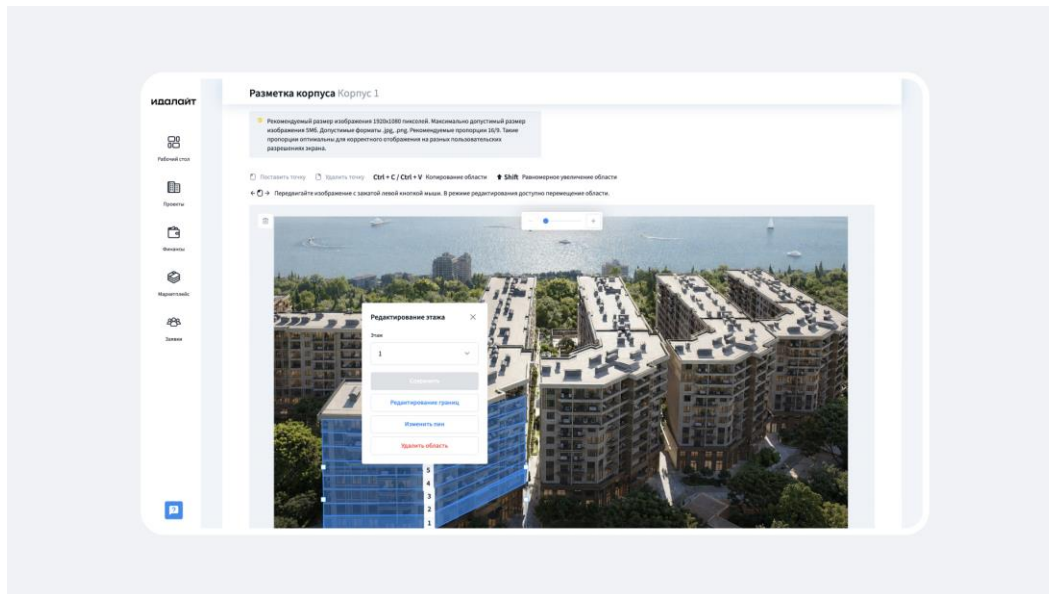 идалайт
Разметка корпуса Корпус 1
Рекомендуемый размер изображения 1920x1080 пикселей. Максимально допустимый размер
изображения 5Мб. Допустимые форматы .jpg, .png. Рекомендуемые пропорции 16/9. Такие
пропорции оптимальны для корректного отображения на разных пользовательских
разрешениях экрана.
Поставить точку Удалить точку Ctrl + C / Ctrl + V Копирование области Shift Равномерное увеличение области
Передвигайте изображение с зажатой левой кнопкой мыши. В режиме редактирования доступно перемещение области.
Рабочий стол
Проекты
Финансы
Маркетплейс
Заявки
Редактирование этажа
Этаж
1
Сохранить
Редактирование границ
Изменить пин
Удалить область
5
4
3
2
1